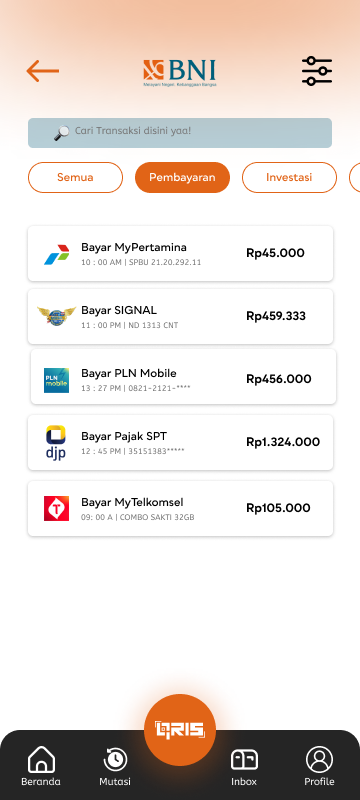 BNI
Melayani Negeri, Kebanggaan Bangsa
Cari Transaksi disini yaa!
Semua
Pembayaran
Investasi
Bayar MyPertamina
10 : 00 AM | SPBU 21.20.292.11
Rp45.000
Bayar SIGNAL
11 : 00 PM | ND 1313 CNT
Rp459.333
PLN
mobile
Bayar PLN Mobile
13 : 27 PM | 0821-2121-****
Rp456.000
djp
Bayar Pajak SPT
12 : 45 PM | 35151383*****
Rp1.324.000
T
Bayar MyTelkomsel
09: 00 A | COMBO SAKTI 32GB
Rp105.000
QRIS
Beranda
Mutasi
Inbox
Profile